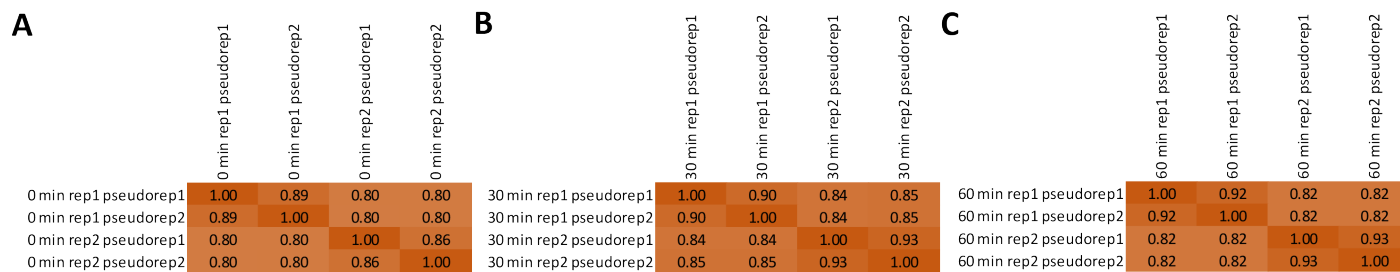 A
0 min rep1 pseudorep1
0 min rep1 pseudorep2
0 min rep2 pseudorep1
0 min rep2 pseudorep2
0 min rep1 pseudorep1 1.00 0.89 0.80 0.80
0 min rep1 pseudorep2 0.89 1.00 0.80 0.80
0 min rep2 pseudorep1 0.80 0.80 1.00 0.86
0 min rep2 pseudorep2 0.80 0.80 0.86 1.00
B
30 min rep1 pseudorep1
30 min rep1 pseudorep2
30 min rep2 pseudorep1
30 min rep2 pseudorep2
30 min rep1 pseudorep1 1.00 0.90 0.84 0.85
30 min rep1 pseudorep2 0.90 1.00 0.84 0.85
30 min rep2 pseudorep1 0.84 0.84 1.00 0.93
30 min rep2 pseudorep2 0.85 0.85 0.93 1.00
C
60 min rep1 pseudorep1
60 min rep1 pseudorep2
60 min rep2 pseudorep1
60 min rep2 pseudorep2
60 min rep1 pseudorep1 1.00 0.92 0.82 0.82
60 min rep1 pseudorep2 0.92 1.00 0.82 0.82
60 min rep2 pseudorep1 0.82 0.82 1.00 0.93
60 min rep2 pseudorep2 0.82 0.82 0.93 1.00